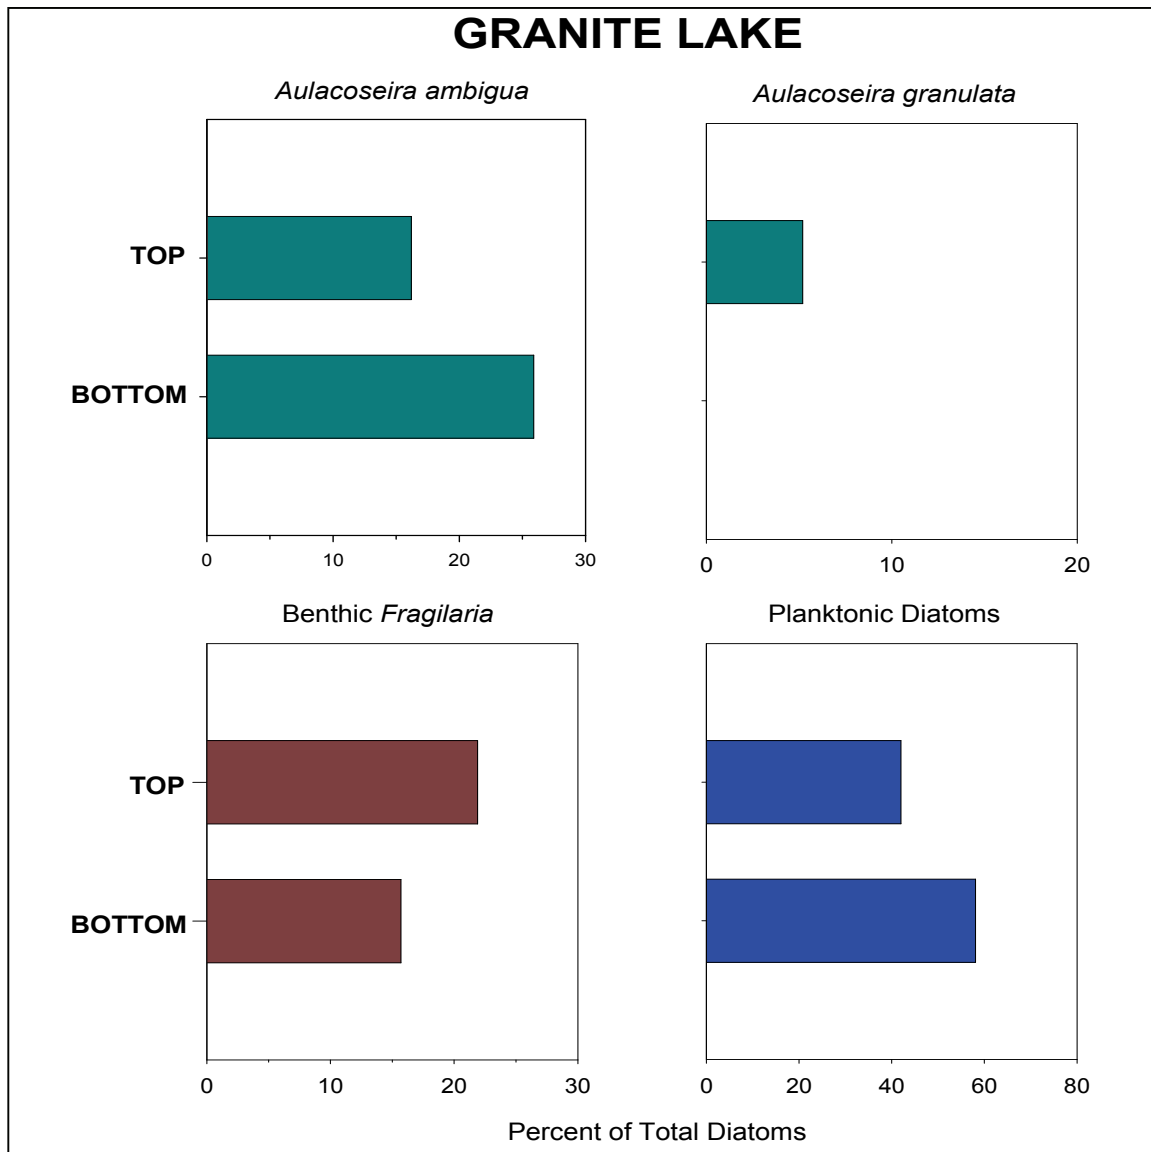 GRANITE LAKE
Aulacoseira ambigua
Aulacoseira granulata
TOP
BOTTOM
0 10 20 30
0 10 20
Benthic Fragilaria
Planktonic Diatoms
TOP
BOTTOM
0 10 20 30
0 20 40 60 80
Percent of Total Diatoms